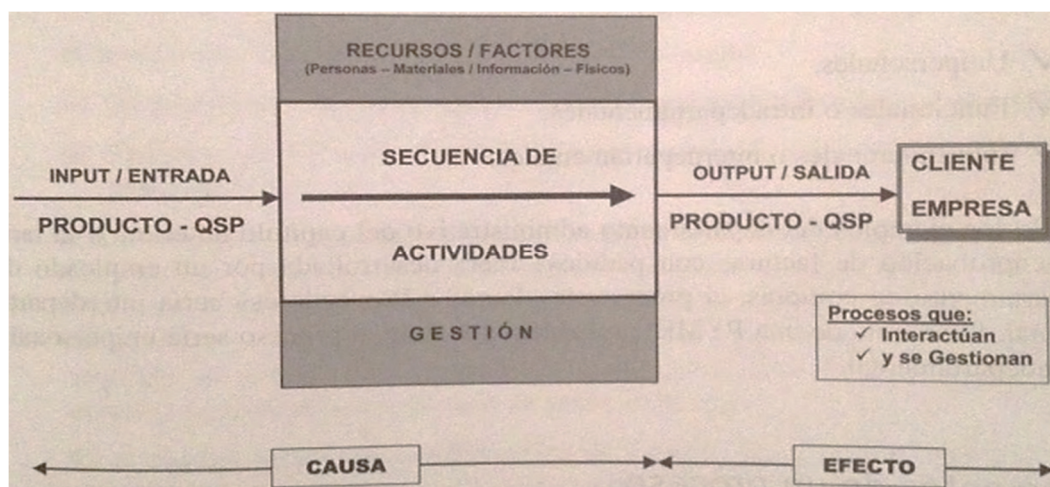 RECURSOS / FACTORES
(Personas – Materiales / Información – Físicos)
INPUT / ENTRADA
PRODUCTO - QSP
SECUENCIA DE
ACTIVIDADES
OUTPUT / SALIDA
PRODUCTO - QSP
CLIENTE
EMPRESA
GESTIÓN
Procesos que:
✓ Interactúan
✓ y se Gestionan
CAUSA
EFECTO